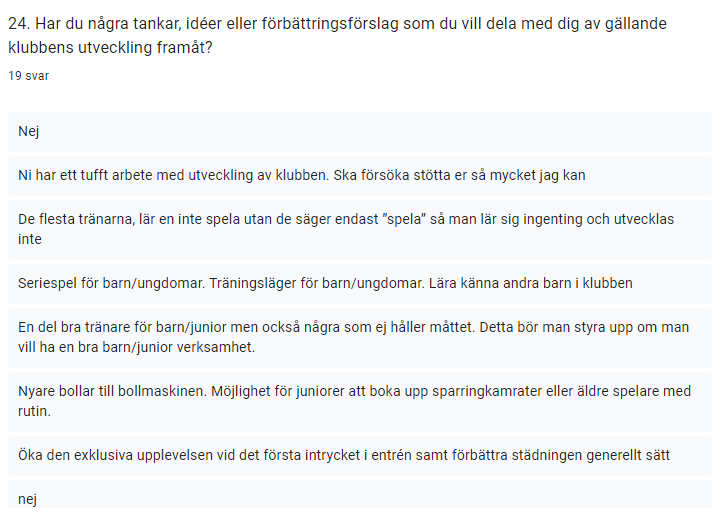 24. Har du några tankar, idéer eller förbättringsförslag som du vill dela med dig av gällande
klubbens utveckling framåt?
19 svar
Nej
Ni har ett tufft arbete med utveckling av klubben. Ska försöka stötta er så mycket jag kan
De flesta tränarna, lär en inte spela utan de säger endast ”spela” så man lär sig ingenting och utvecklas
inte
Seriespel för barn/ungdomar. Träningsläger för barn/ungdomar. Lära känna andra barn i klubben
En del bra tränare för barn/junior men också några som ej håller måttet. Detta bör man styra upp om man
vill ha en bra barn/junior verksamhet.
Nyare bollar till bollmaskinen. Möjlighet för juniorer att boka upp sparringkamrater eller äldre spelare med
rutin.
Öka den exklusiva upplevelsen vid det första intrycket i entrén samt förbättra städningen generellt sätt
nej